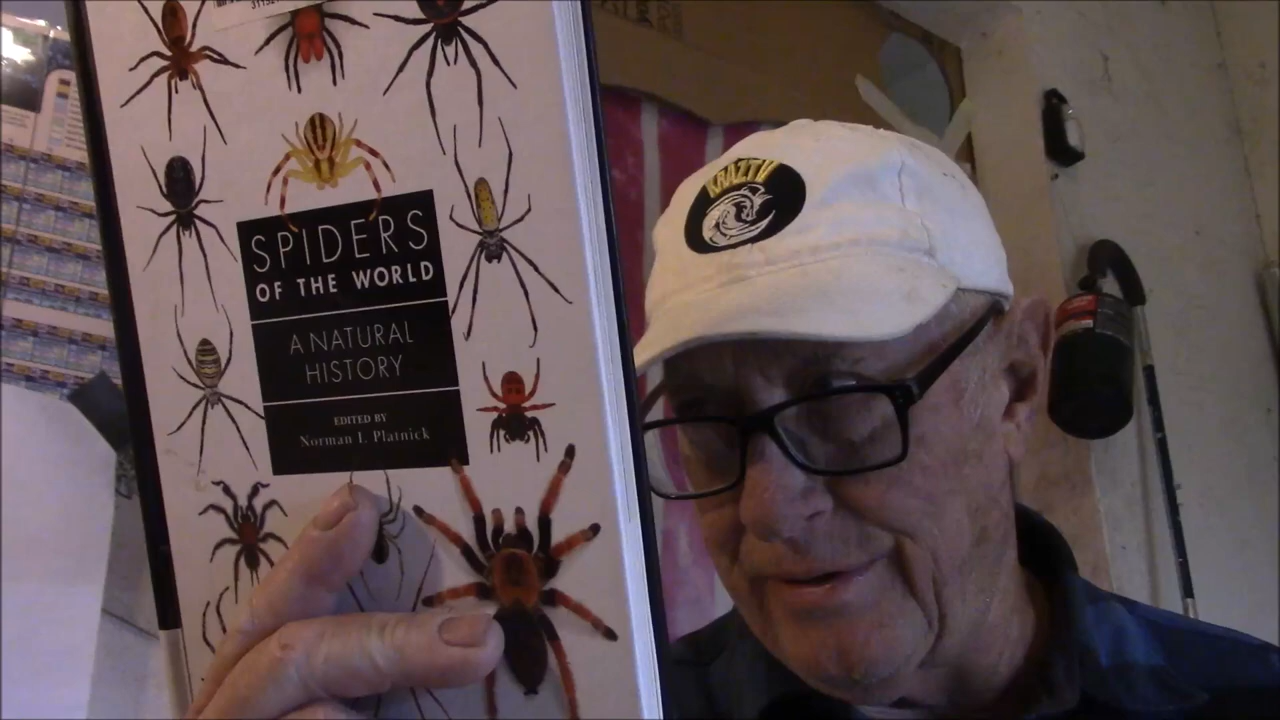 SPIDERS
OF THE WORLD
A NATURAL
HISTORY
EDITED BY
Norman I. Platnick
KRAZTV